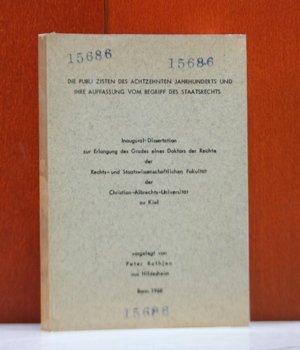 15686 15686
DIE PUBLIZISTEN DES ACHTZEHNTEN JAHRHUNDERTS UND
IHRE AUFFASSUNG VOM BEGRIFF DES STAATSRECHTS
Inaugural-Dissertation
zur Erlangung des Grades eines Doktors der Rechte
der
Rechts- und Staatswissenschaftlichen Fakultät
der
Christian-Albrechts-Universität
zu Kiel
vorgelegt von
Peter Rathjen
aus Hildesheim
Bonn 1968
15686